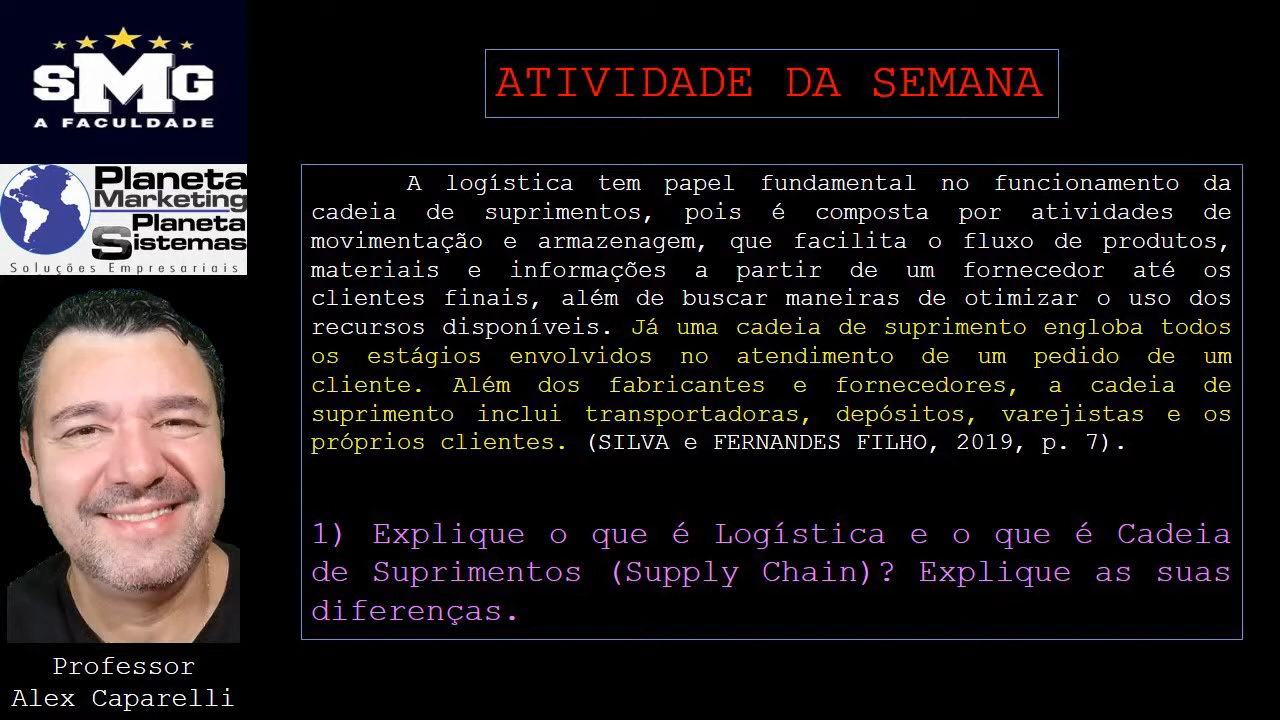 SMG
A FACULDADE
Planeta
Marketing
Planeta
Sistemas
Soluções Empresariais
Professor
Alex Caparelli
ATIVIDADE DA SEMANA
A logística tem papel fundamental no funcionamento da
cadeia de suprimentos, pois é composta por atividades de
movimentação e armazenagem, que facilita o fluxo de produtos,
materiais e informações a partir de um fornecedor até os
clientes finais, além de buscar maneiras de otimizar o uso dos
recursos disponíveis. Já uma cadeia de suprimento engloba todos
os estágios envolvidos no atendimento de um pedido de um
cliente. Além dos fabricantes e fornecedores, a cadeia de
suprimento inclui transportadoras, depósitos, varejistas e os
próprios clientes. (SILVA e FERNANDES FILHO, 2019, p. 7).
1) Explique o que é Logística e o que é Cadeia
de Suprimentos (Supply Chain)? Explique as suas
diferenças.